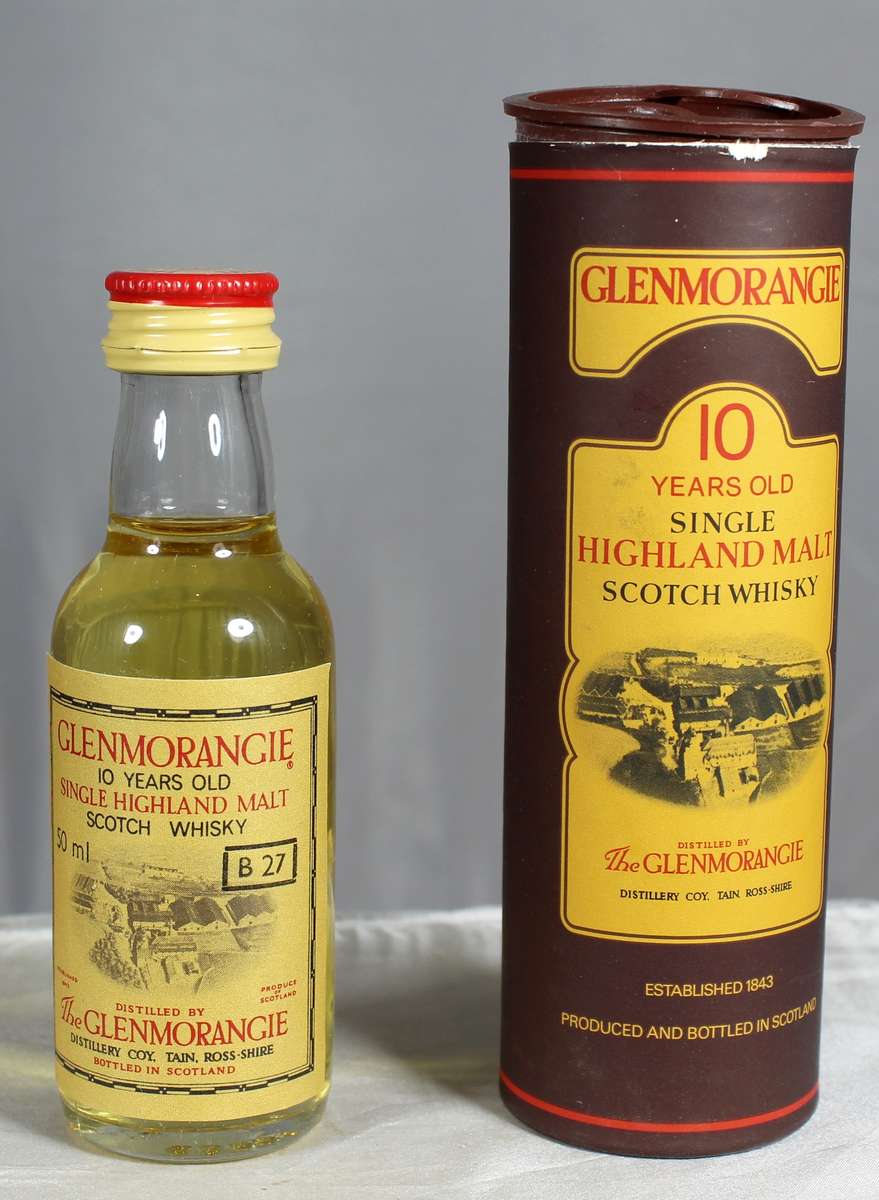 GLENMORANGIE
10 YEARS OLD
SINGLE HIGHLAND MALT
SCOTCH WHISKY
50 ml
B 27
ESTABLISHED
1843
PRODUCE
OF
SCOTLAND
DISTILLED BY
The GLENMORANGIE
DISTILLERY COY, TAIN, ROSS-SHIRE
BOTTLED IN SCOTLAND
GLENMORANGIE
10
YEARS OLD
SINGLE
HIGHLAND MALT
SCOTCH WHISKY
DISTILLED BY
The GLENMORANGIE
DISTILLERY COY, TAIN, ROSS-SHIRE
ESTABLISHED 1843
PRODUCED AND BOTTLED IN SCOTLAND